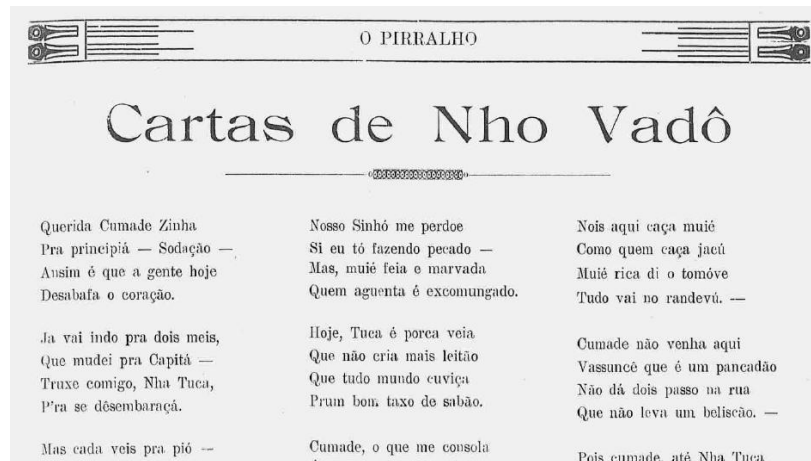 O PIRRALHO
Cartas de Nho Vadô
Querida Cumade Zinha
Pra principiá — Sodação —
Ansim é que a gente hoje
Desabafa o coração.
Ja vai indo pra dois meis,
Que mudei pra Capitá —
Truxe comigo, Nha Tuca,
P'ra se dêsembaraçá.
Mas cada veis pra pió —
Nosso Sinhô me perdoe
Si eu tó fazendo pecado —
Mas, muié feia e marvada
Quem aguenta é excomungado.
Hoje, Tuca é porca veia
Que não cria mais leitão
Que tudo mundo cuviça
Prum bom taxo de sabão.
Cumade, o que me consola
Nois aqui caça muié
Como quem caça jacú
Muié rica di o tomóve
Tudo vai no randevú. —
Cumade não venha aqui
Vassuncê que é um pancadão
Não dá dois passo na rua
Que não leva um beliscão. —
Pois cumade, até Nha Tuca